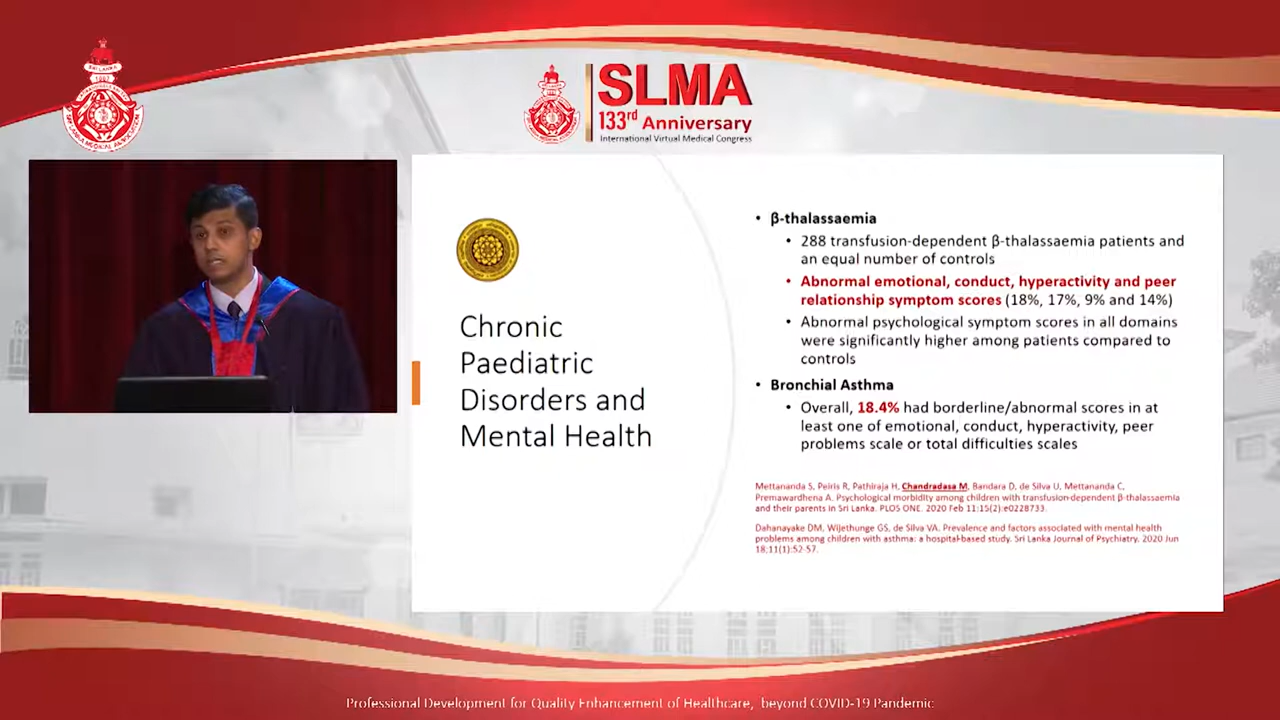 SRI LANKA
1887
SRI LANKA MEDICAL ASSOCIATION
SLMA
133rd Anniversary
International Virtual Medical Congress
Chronic
Paediatric
Disorders and
Mental Health
• β-thalassaemia
• 288 transfusion-dependent β-thalassaemia patients and
an equal number of controls
• Abnormal emotional, conduct, hyperactivity and peer
relationship symptom scores (18%, 17%, 9% and 14%)
• Abnormal psychological symptom scores in all domains
were significantly higher among patients compared to
controls
• Bronchial Asthma
• Overall, 18.4% had borderline/abnormal scores in at
least one of emotional, conduct, hyperactivity, peer
problems scale or total difficulties scales
Mettananda S, Peiris R, Pathiraja H, Chandradasa M, Bandara D, de Silva U, Mettananda C,
Premawardhena A. Psychological morbidity among children with transfusion-dependent β-thalassaemia
and their parents in Sri Lanka. PLOS ONE. 2020 Feb 11;15(2):e0228733.
Dahanayake DM, Wijethunge GS, de Silva VA. Prevalence and factors associated with mental health
problems among children with asthma: a hospital-based study. Sri Lanka Journal of Psychiatry. 2020 Jun
18;11(1):52-57.
Professional Development for Quality Enhancement of Healthcare, beyond COVID-19 Pandemic